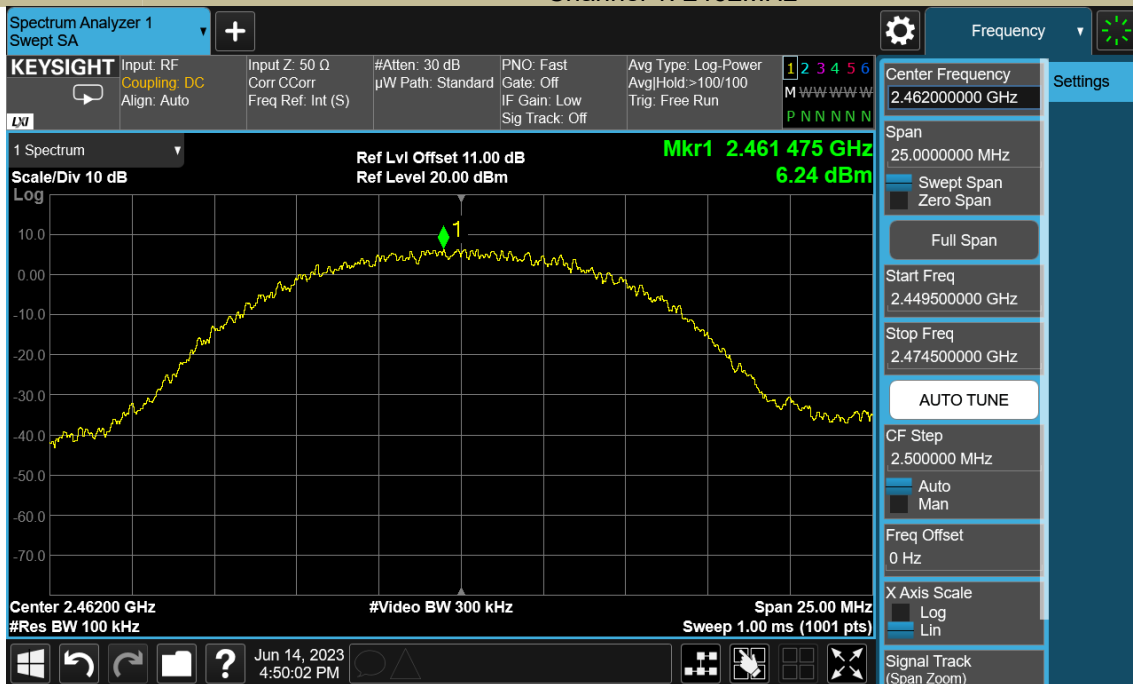 Spectrum Analyzer 1
Swept SA
+
Frequency
KEYSIGHT
LXI
Input: RF
Coupling: DC
Align: Auto
Input Z: 50 Ω
Corr CCorr
Freq Ref: Int (S)
#Atten: 30 dB
µW Path: Standard
PNO: Fast
Gate: Off
IF Gain: Low
Sig Track: Off
Avg Type: Log-Power
Avg|Hold:>100/100
Trig: Free Run
1 2 3 4 5 6
M W W W W W
P N N N N N
1 Spectrum
Scale/Div 10 dB
Ref Lvl Offset 11.00 dB
Ref Level 20.00 dBm
Mkr1 2.461 475 GHz
6.24 dBm
Log
1
10.0
0.00
-10.0
-20.0
-30.0
-40.0
-50.0
-60.0
-70.0
Center 2.46200 GHz
#Video BW 300 kHz
Span 25.00 MHz
#Res BW 100 kHz
Sweep 1.00 ms (1001 pts)
Center Frequency
2.462000000 GHz
Settings
Span
25.0000000 MHz
Swept Span
Zero Span
Full Span
Start Freq
2.449500000 GHz
Stop Freq
2.474500000 GHz
AUTO TUNE
CF Step
2.500000 MHz
Auto
Man
Freq Offset
0 Hz
X Axis Scale
Log
Lin
Signal Track
(Span Zoom)
?
Jun 14, 2023
4:50:02 PM